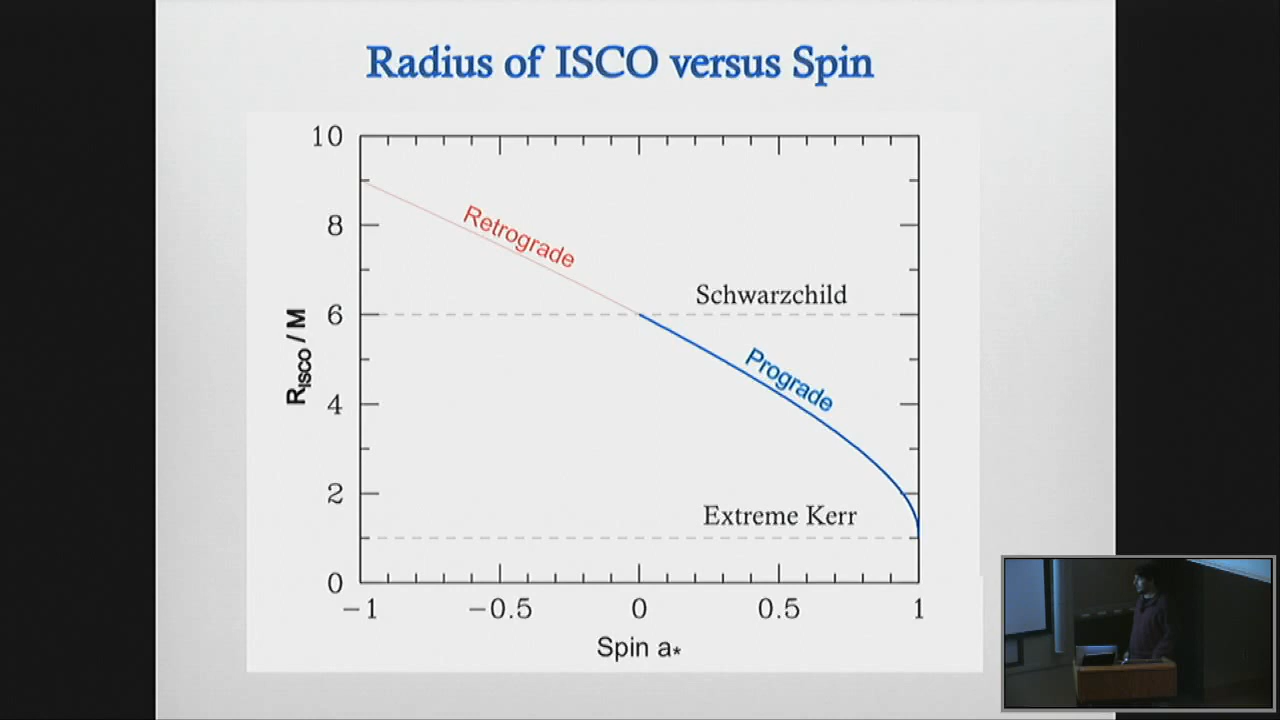 Radius of ISCO versus Spin
10
8
6
4
2
0
R_ISCO / M
Retrograde
Schwarzchild
Prograde
Extreme Kerr
−1
−0.5
0
0.5
1
Spin a*